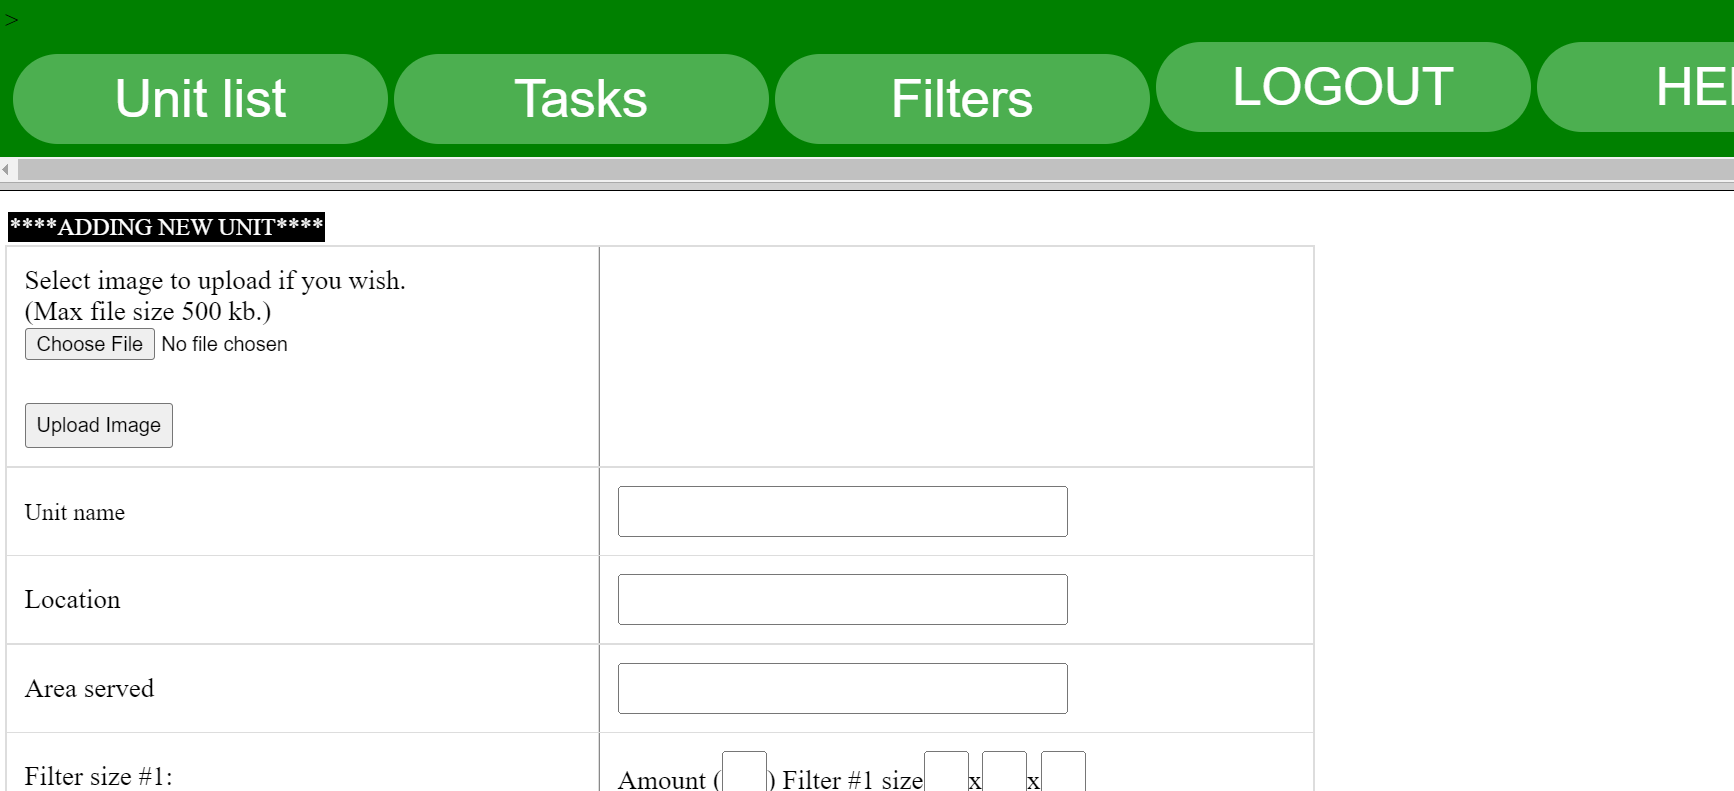 >
Unit list Tasks Filters LOGOUT HEL
****ADDING NEW UNIT****
Select image to upload if you wish.
(Max file size 500 kb.)
Choose File No file chosen
Upload Image
Unit name
Location
Area served
Filter size #1: Amount ( ) Filter #1 size x x